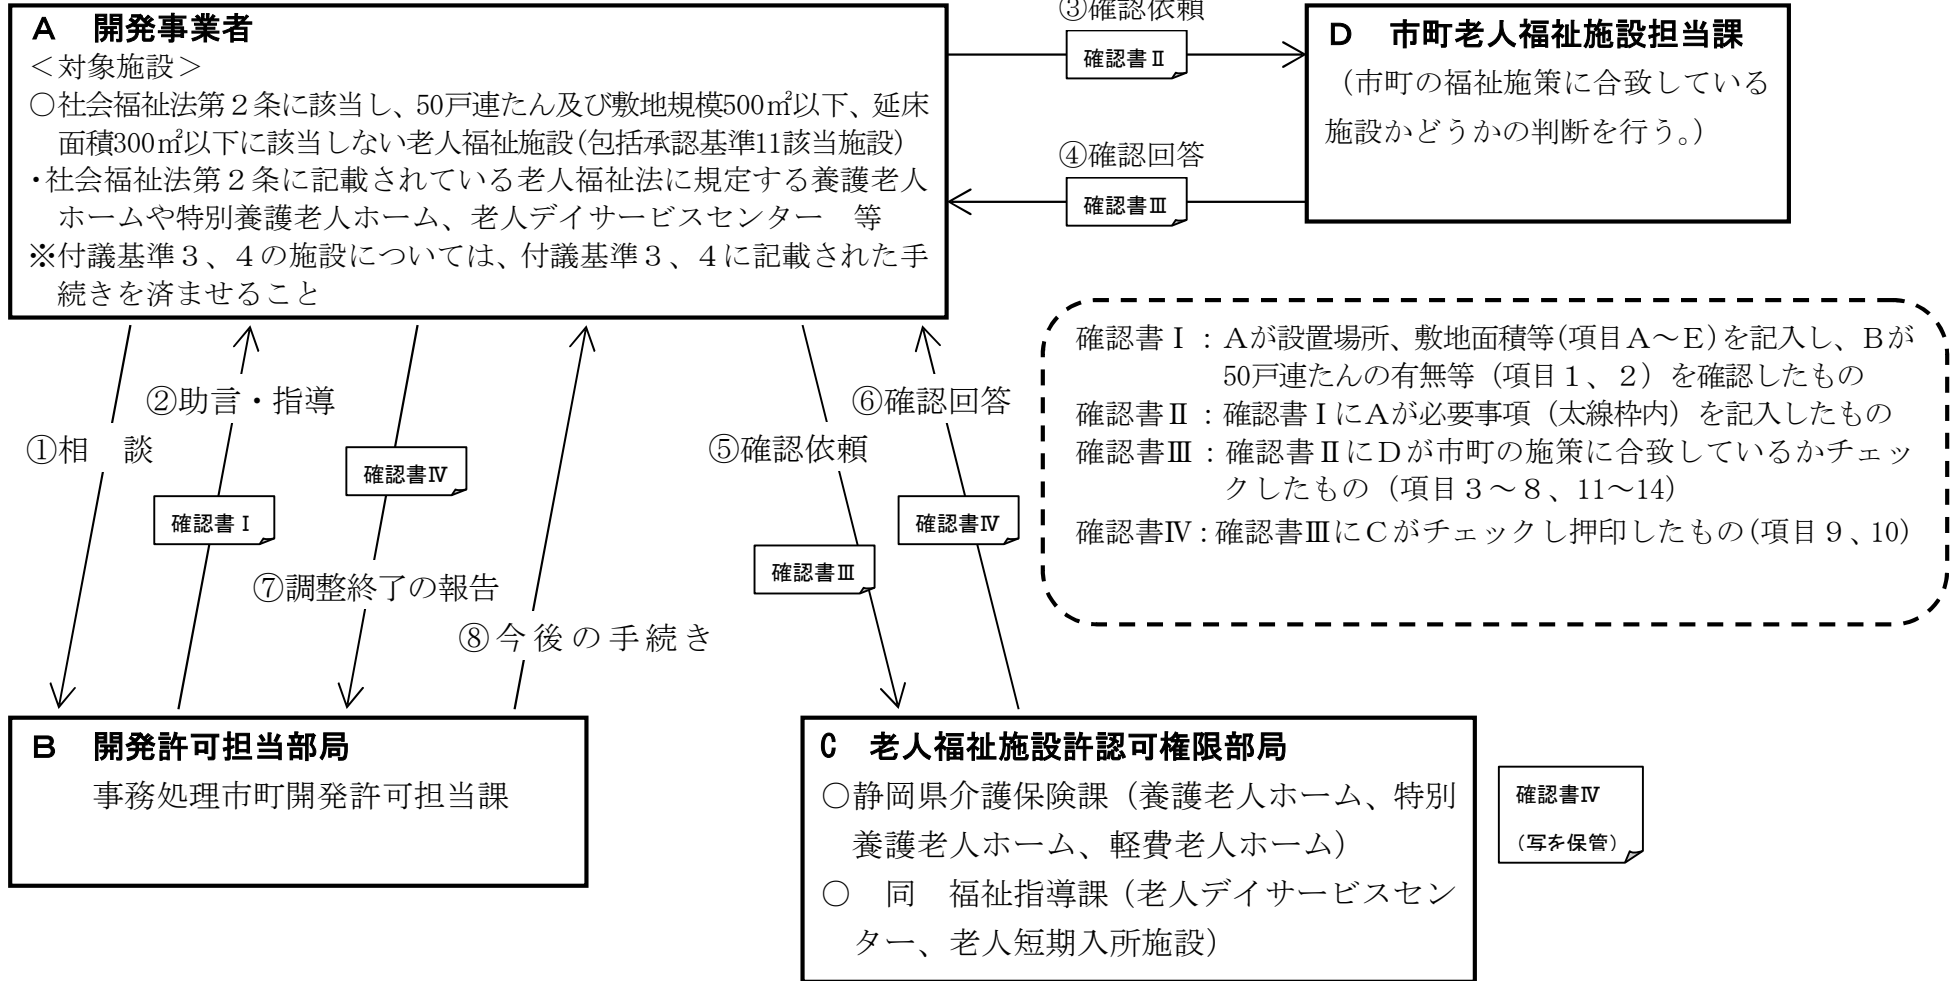 A　開発事業者
＜対象施設＞
○社会福祉法第２条に該当し、50戸連たん及び敷地規模500㎡以下、延床
面積300㎡以下に該当しない老人福祉施設(包括承認基準11該当施設)
・社会福祉法第２条に記載されている老人福祉法に規定する養護老人
ホームや特別養護老人ホーム、老人デイサービスセンター　等
※付議基準３、４の施設については、付議基準３、４に記載された手
続きを済ませること
③確認依頼
確認書Ⅱ
④確認回答
確認書Ⅲ
D　市町老人福祉施設担当課
（市町の福祉施策に合致している
施設かどうかの判断を行う。）
①相　談
②助言・指導
確認書Ⅰ
確認書Ⅳ
⑦調整終了の報告
⑧今後の手続き
⑤確認依頼
確認書Ⅲ
⑥確認回答
確認書Ⅳ
確認書Ⅰ：Ａが設置場所、敷地面積等(項目Ａ～Ｅ)を記入し、Ｂが
50戸連たんの有無等（項目１、２）を確認したもの
確認書Ⅱ：確認書ⅠにＡが必要事項（太線枠内）を記入したもの
確認書Ⅲ：確認書ⅡにＤが市町の施策に合致しているかチェッ
クしたもの（項目３～８、11～14）
確認書Ⅳ：確認書ⅢにＣがチェックし押印したもの(項目９、10)
B　開発許可担当部局
事務処理市町開発許可担当課
C　老人福祉施設許認可権限部局
○静岡県介護保険課（養護老人ホーム、特別
養護老人ホーム、軽費老人ホーム）
○　同　福祉指導課（老人デイサービスセン
ター、老人短期入所施設）
確認書Ⅳ
（写を保管）